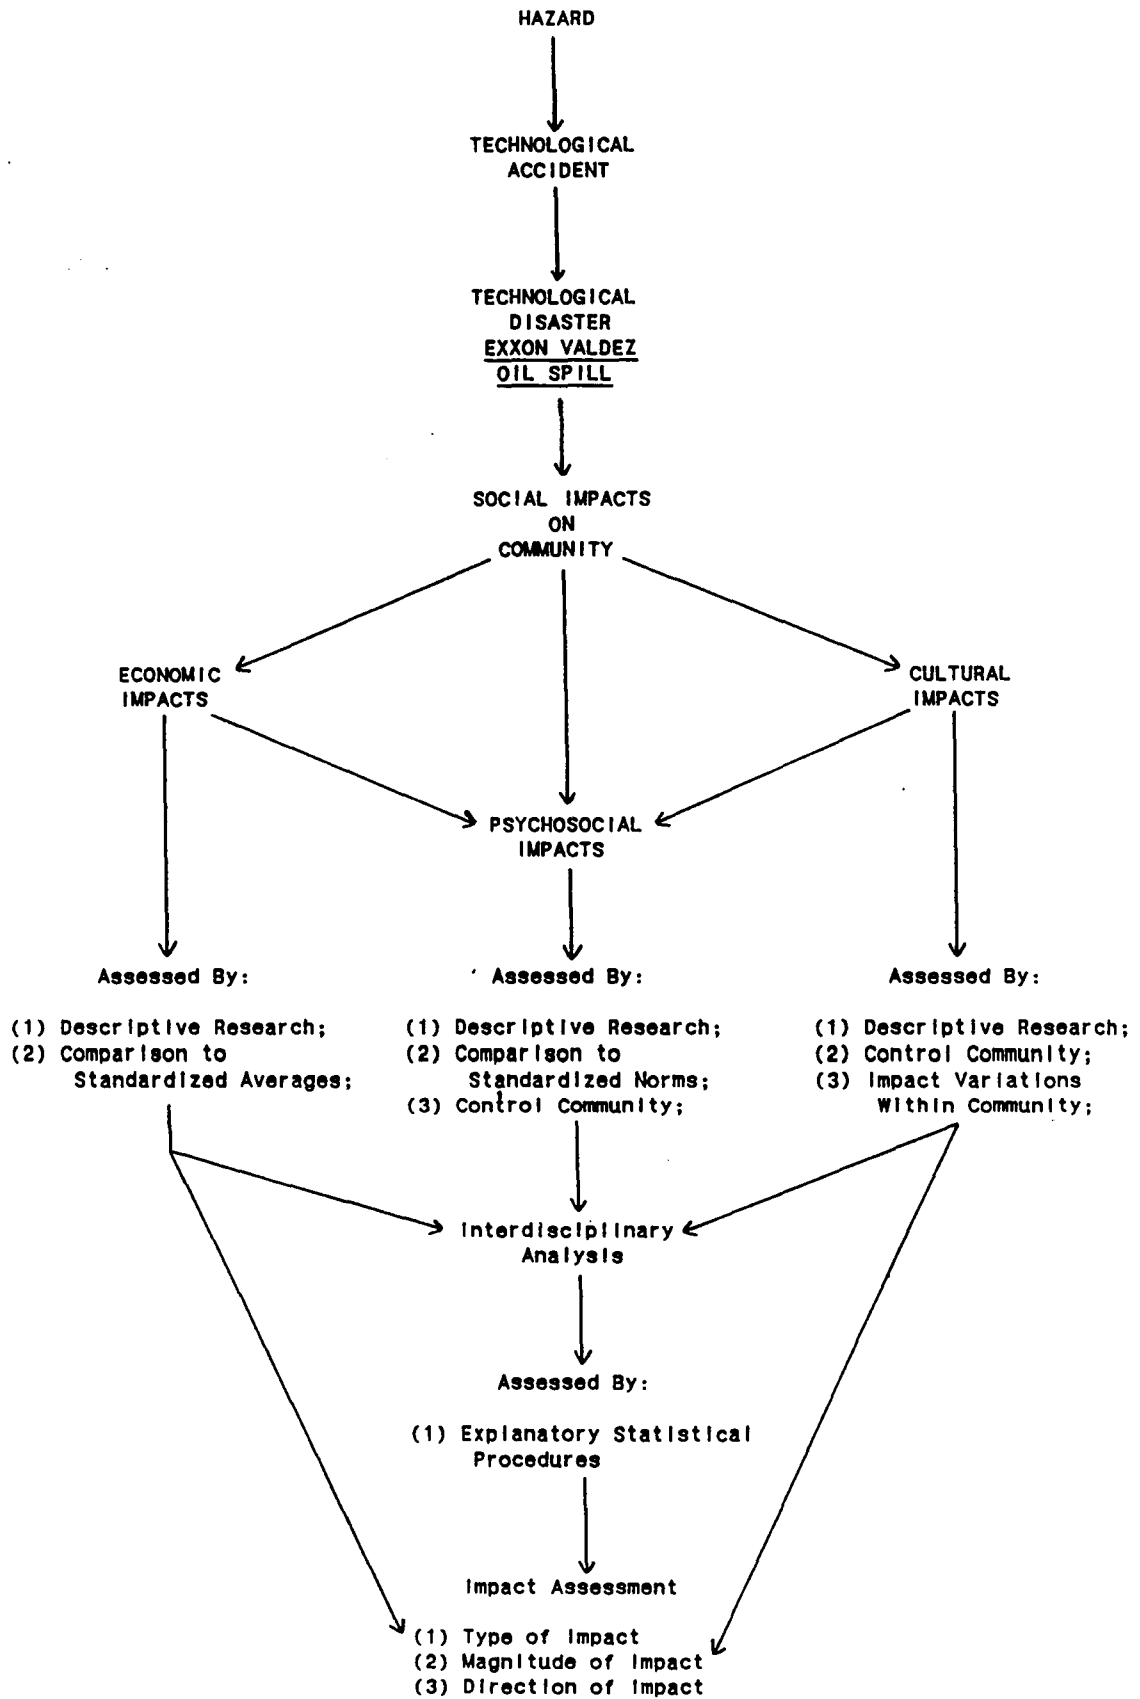 HAZARD
TECHNOLOGICAL
ACCIDENT
TECHNOLOGICAL
DISASTER
EXXON VALDEZ
OIL SPILL
SOCIAL IMPACTS
ON
COMMUNITY
ECONOMIC
IMPACTS
CULTURAL
IMPACTS
PSYCHOSOCIAL
IMPACTS
Assessed By:
(1) Descriptive Research;
(2) Comparison to
Standardized Averages;
Assessed By:
(1) Descriptive Research;
(2) Comparison to
Standardized Norms;
(3) Control Community;
Assessed By:
(1) Descriptive Research;
(2) Control Community;
(3) Impact Variations
Within Community;
Interdisciplinary
Analysis
Assessed By:
(1) Explanatory Statistical
Procedures
Impact Assessment
(1) Type of Impact
(2) Magnitude of Impact
(3) Direction of Impact